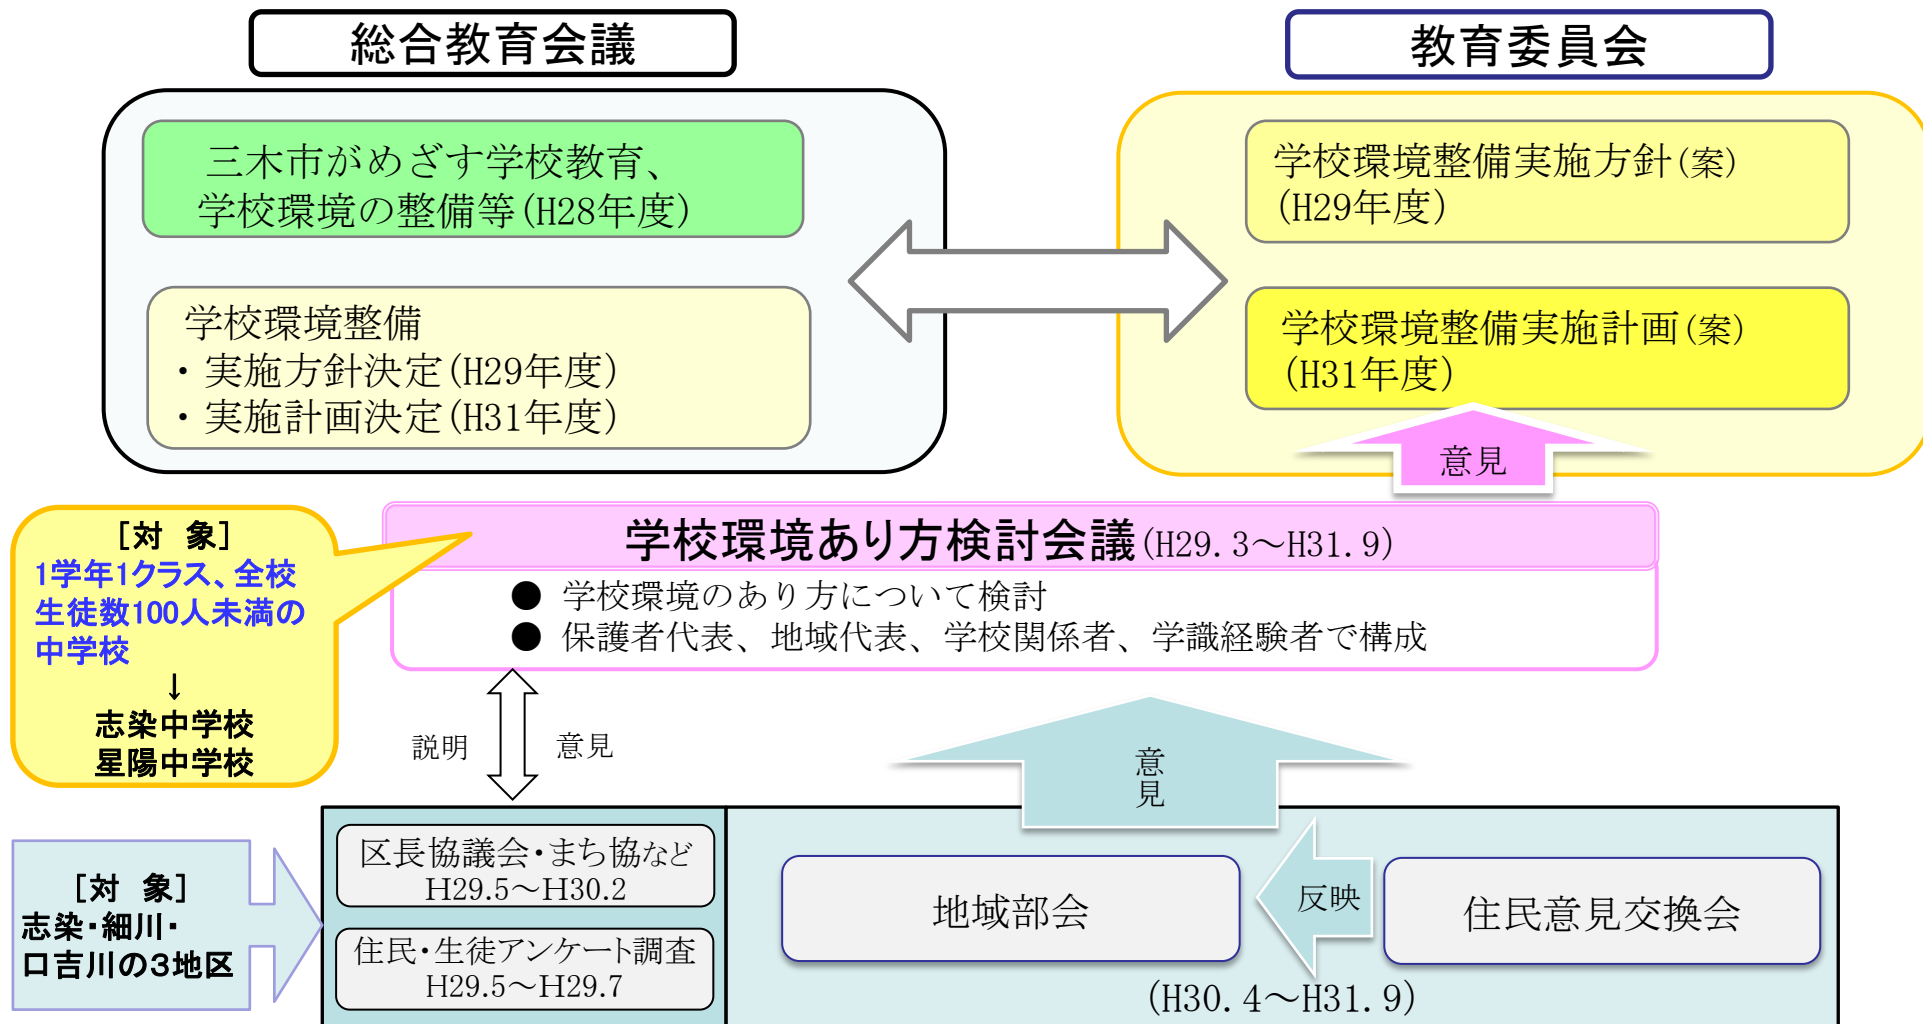 総合教育会議
三木市がめざす学校教育、
学校環境の整備等(H28年度)
学校環境整備
・実施方針決定(H29年度)
・実施計画決定(H31年度)
教育委員会
学校環境整備実施方針(案)
(H29年度)
学校環境整備実施計画(案)
(H31年度)
意見
学校環境あり方検討会議(H29.3～H31.9)
● 学校環境のあり方について検討
● 保護者代表、地域代表、学校関係者、学識経験者で構成
[対　象]
1学年1クラス、全校
生徒数100人未満の
中学校
↓
志染中学校
星陽中学校
説明
意見
意見
[対　象]
志染・細川・
口吉川の3地区
区長協議会・まち協など
H29.5～H30.2
住民・生徒アンケート調査
H29.5～H29.7
地域部会
反映
住民意見交換会
(H30.4～H31.9)